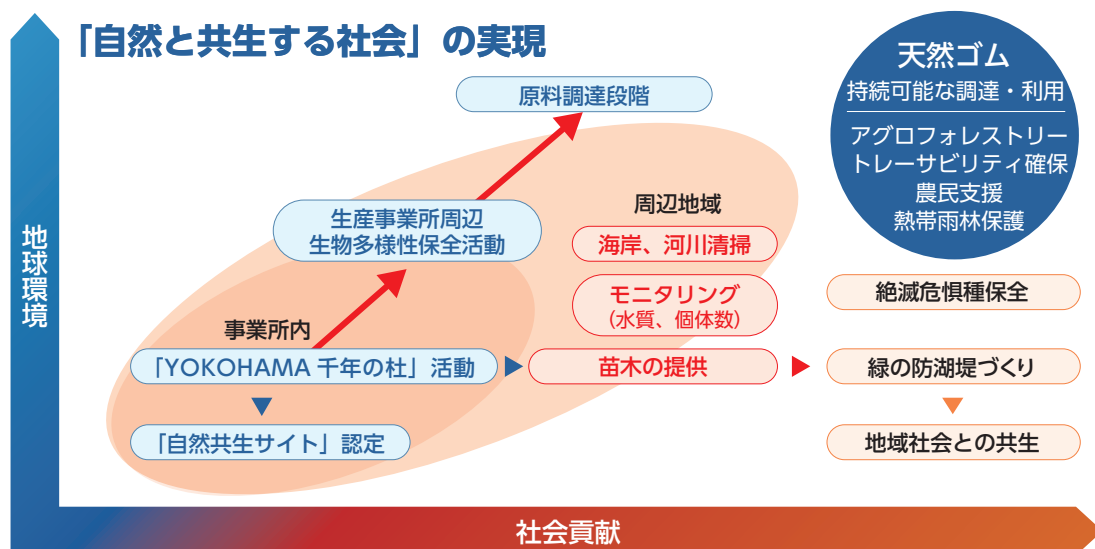 「自然と共生する社会」の実現
天然ゴム
持続可能な調達・利用
アグロフォレストリー
トレーサビリティ確保
農民支援
熱帯雨林保護
原料調達段階
生産事業所周辺
生物多様性保全活動
周辺地域
海岸、河川清掃
モニタリング
（水質、個体数）
絶滅危惧種保全
事業所内
「YOKOHAMA 千年の杜」活動
苗木の提供
緑の防湖堤づくり
「自然共生サイト」認定
地域社会との共生
地球環境
社会貢献